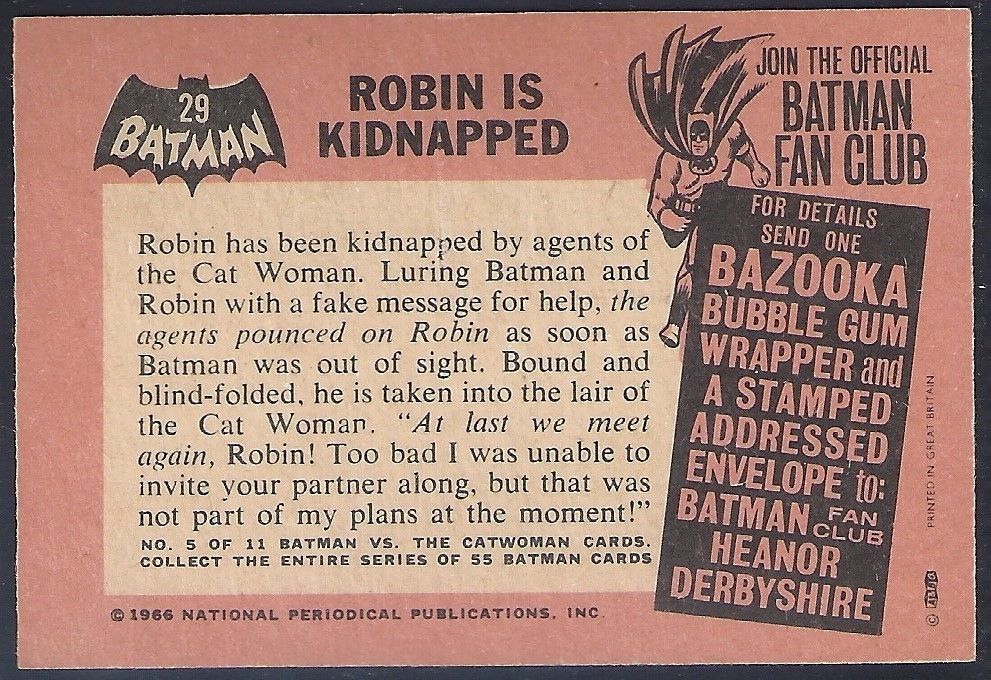 29
BATMAN
ROBIN IS
KIDNAPPED
Robin has been kidnapped by agents of
the Cat Woman. Luring Batman and
Robin with a fake message for help, the
agents pounced on Robin as soon as
Batman was out of sight. Bound and
blind-folded, he is taken into the lair of
the Cat Woman. “At last we meet
again, Robin! Too bad I was unable to
invite your partner along, but that was
not part of my plans at the moment!”
NO. 5 OF 11 BATMAN VS. THE CATWOMAN CARDS.
COLLECT THE ENTIRE SERIES OF 55 BATMAN CARDS
© 1966 NATIONAL PERIODICAL PUBLICATIONS, INC.
JOIN THE OFFICIAL
BATMAN
FAN CLUB
FOR DETAILS
SEND ONE
BAZOOKA
BUBBLE GUM
WRAPPER and
A STAMPED
ADDRESSED
ENVELOPE to:
BATMAN FAN CLUB
HEANOR
DERBYSHIRE
PRINTED IN GREAT BRITAIN
©